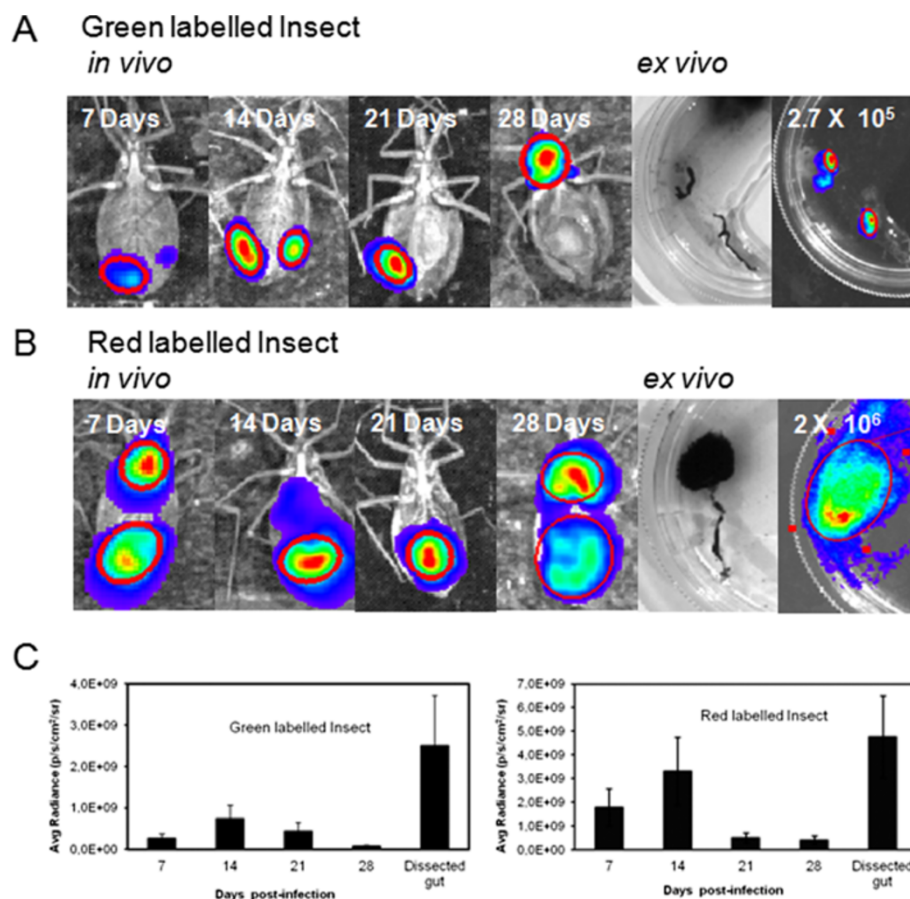 A
Green labelled Insect
in vivo
ex vivo
7 Days
14 Days
21 Days
28 Days
2.7 X 10⁵
B
Red labelled Insect
in vivo
ex vivo
7 Days
14 Days
21 Days
28 Days
2 X 10⁶
C
Avg Radiance (p/s/cm²/sr)
4,0E+09
3,0E+09
2,0E+09
1,0E+09
0,0E+00
Green labelled Insect
7
14
21
28
Dissected
gut
Days post-infection
Avg Radiance (p/s/cm²/sr)
7,0E+09
6,0E+09
5,0E+09
4,0E+09
3,0E+09
2,0E+09
1,0E+09
0,0E+00
Red labelled Insect
7
14
21
28
Dissected
gut
Days post-infection